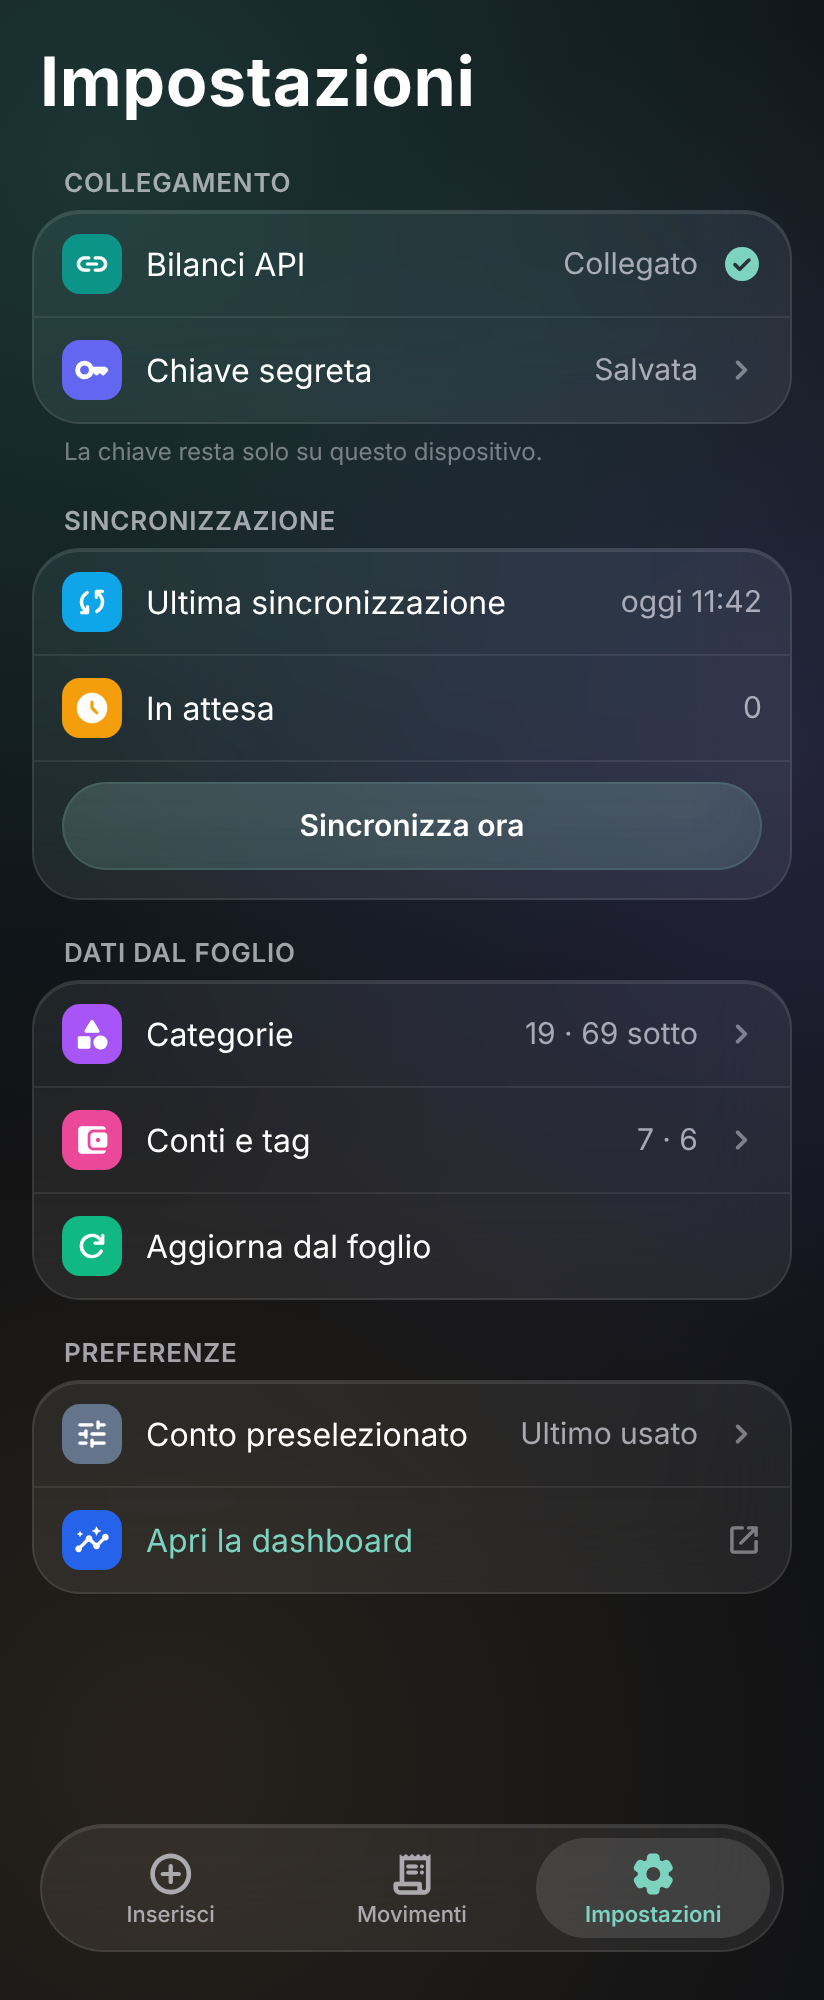 Impostazioni
COLLEGAMENTO
Bilanci API Collegato
Chiave segreta Salvata
La chiave resta solo su questo dispositivo.
SINCRONIZZAZIONE
Ultima sincronizzazione oggi 11:42
In attesa 0
Sincronizza ora
DATI DAL FOGLIO
Categorie 19 · 69 sotto
Conti e tag 7 · 6
Aggiorna dal foglio
PREFERENZE
Conto preselezionato Ultimo usato
Apri la dashboard
Inserisci Movimenti Impostazioni